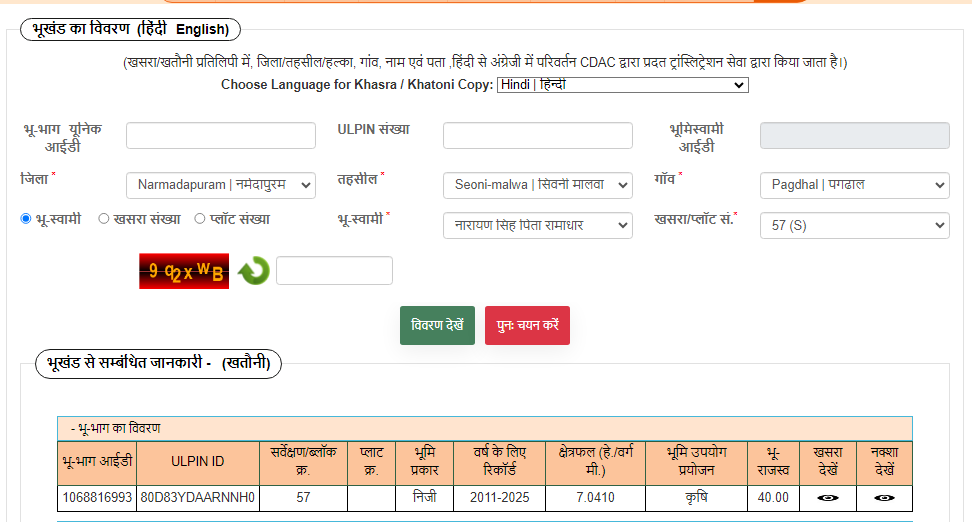 भूखंड का विवरण (हिंदी English)
(खसरा/खतौनी प्रतिलिपी में, जिला/तहसील/हल्का, गांव, नाम एवं पता ,हिंदी से अंग्रेजी में परिवर्तन CDAC द्वारा प्रदत ट्रांस्लिट्रेशन सेवा द्वारा किया जाता है।)
Choose Language for Khasra / Khatoni Copy: Hindi | हिन्दी
भू-भाग यूनिक आईडी ULPIN संख्या भूमिस्वामी आईडी
जिला * Narmadapuram | नर्मदापुरम तहसील * Seoni-malwa | सिवनी मालवा गॉव * Pagdhal | पगढाल
भू-स्वामी खसरा संख्या प्लॉट संख्या भू-स्वामी * नारायण सिंह पिता रामाधार खसरा/प्लॉट सं.* 57 (S)
9 q2xWB
विवरण देखें पुनः चयन करें
भूखंड से सम्बंधित जानकारी - (खतौनी)
- भू-भाग का विवरण
भू-भाग आईडी ULPIN ID सर्वेक्षण/ब्लॉक क्र. प्लाट क्र. भूमि प्रकार वर्ष के लिए रिकॉर्ड क्षेत्रफल (हे./वर्ग मी.) भूमि उपयोग प्रयोजन भू-राजस्व खसरा देखें नक्शा देखें
1068816993 80D83YDAARNNH0 57 निजी 2011-2025 7.0410 कृषि 40.00